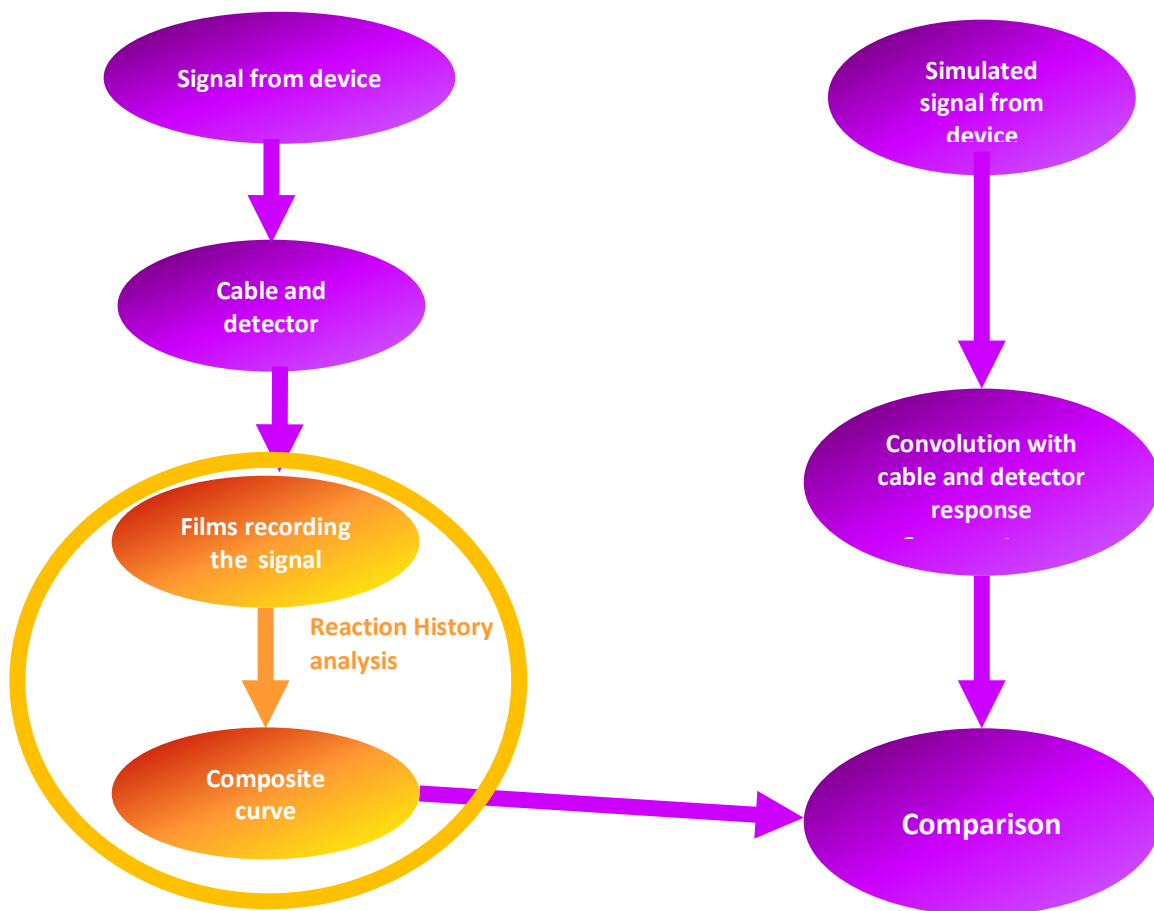 Signal from device
Cable and
detector
Films recording
the signal
Reaction History
analysis
Composite
curve
Simulated
signal from
device
Convolution with
cable and detector
response
Comparison